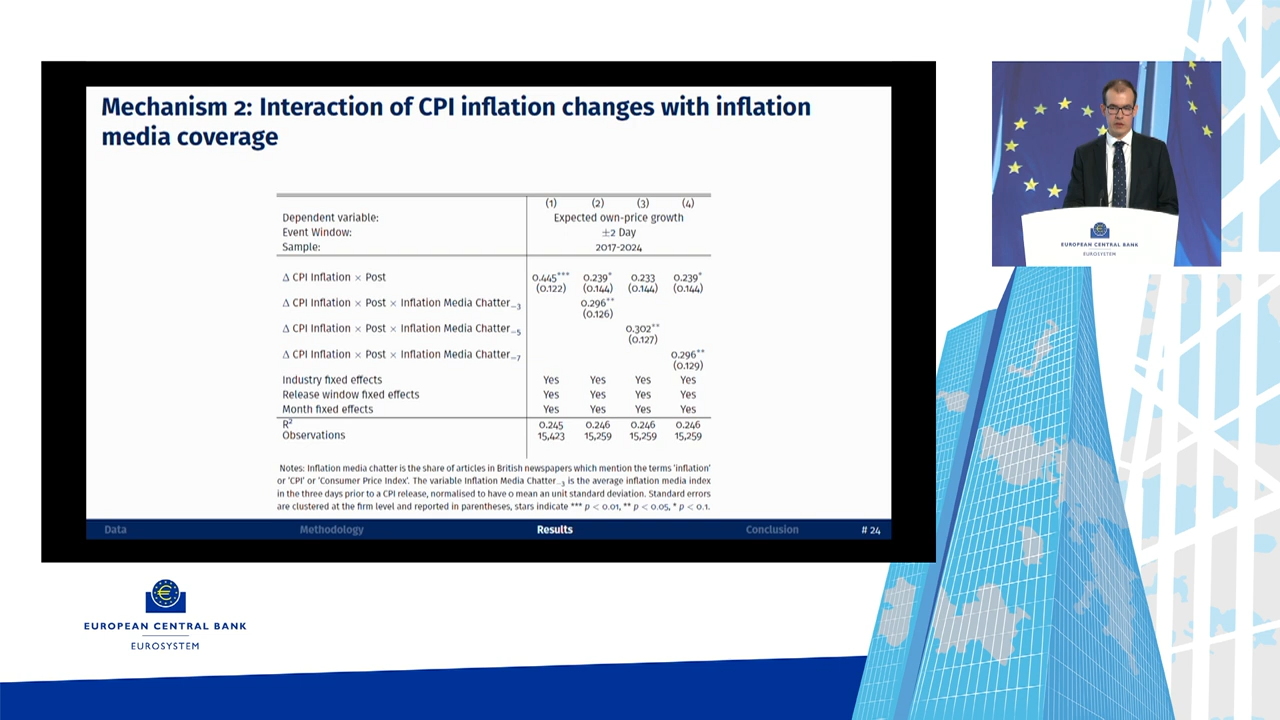 Mechanism 2: Interaction of CPI inflation changes with inflation
media coverage
(1) (2) (3) (4)
Dependent variable: Expected own-price growth
Event Window: ±2 Day
Sample: 2017-2024
Δ CPI Inflation × Post 0.445*** 0.239* 0.233 0.239*
(0.122) (0.144) (0.144) (0.144)
Δ CPI Inflation × Post × Inflation Media Chatter₋₃ 0.296**
(0.126)
Δ CPI Inflation × Post × Inflation Media Chatter₋₅ 0.302**
(0.127)
Δ CPI Inflation × Post × Inflation Media Chatter₋₇ 0.296**
(0.129)
Industry fixed effects Yes Yes Yes Yes
Release window fixed effects Yes Yes Yes Yes
Month fixed effects Yes Yes Yes Yes
R² 0.245 0.246 0.246 0.246
Observations 15,423 15,259 15,259 15,259
Notes: Inflation media chatter is the share of articles in British newspapers which mention the terms 'inflation'
or 'CPI' or 'Consumer Price Index'. The variable Inflation Media Chatter₋₃ is the average inflation media index
in the three days prior to a CPI release, normalised to have 0 mean an unit standard deviation. Standard errors
are clustered at the firm level and reported in parentheses, stars indicate *** p < 0.01, ** p < 0.05, * p < 0.1.
Data Methodology Results Conclusion # 24
EUROPEAN CENTRAL BANK
EUROSYSTEM
EUROPEAN CENTRAL BANK
EUROSYSTEM